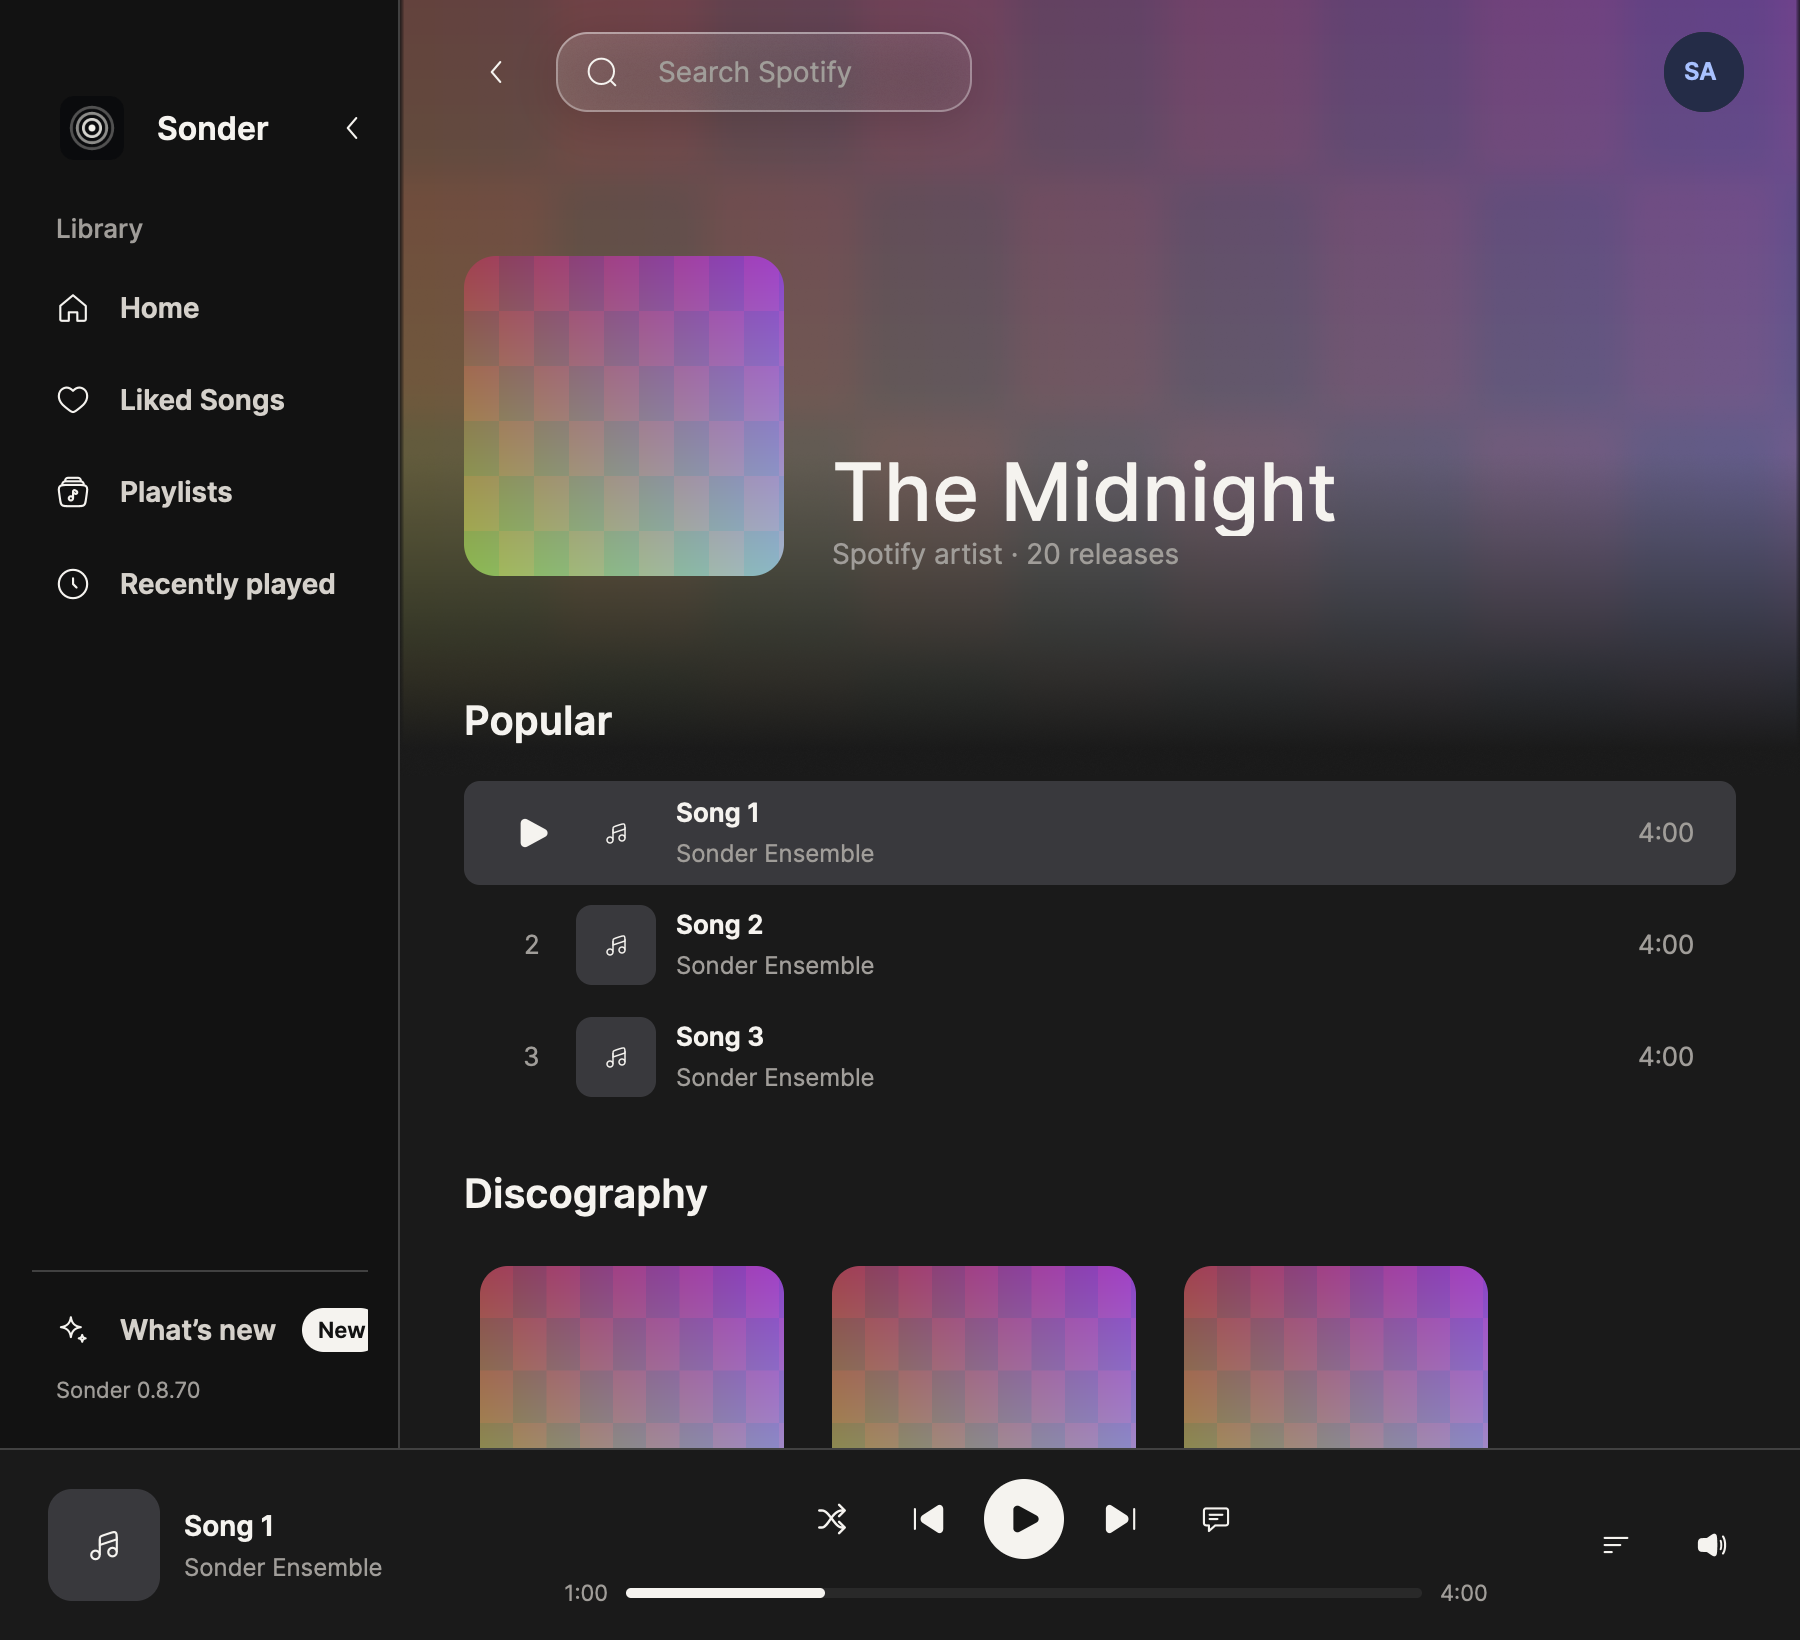 Search Spotify
SA
Sonder
Library
Home
Liked Songs
Playlists
Recently played
The Midnight
Spotify artist · 20 releases
Popular
Song 1
Sonder Ensemble
4:00
2
Song 2
Sonder Ensemble
4:00
3
Song 3
Sonder Ensemble
4:00
Discography
What’s new
New
Sonder 0.8.70
Song 1
Sonder Ensemble
1:00
4:00